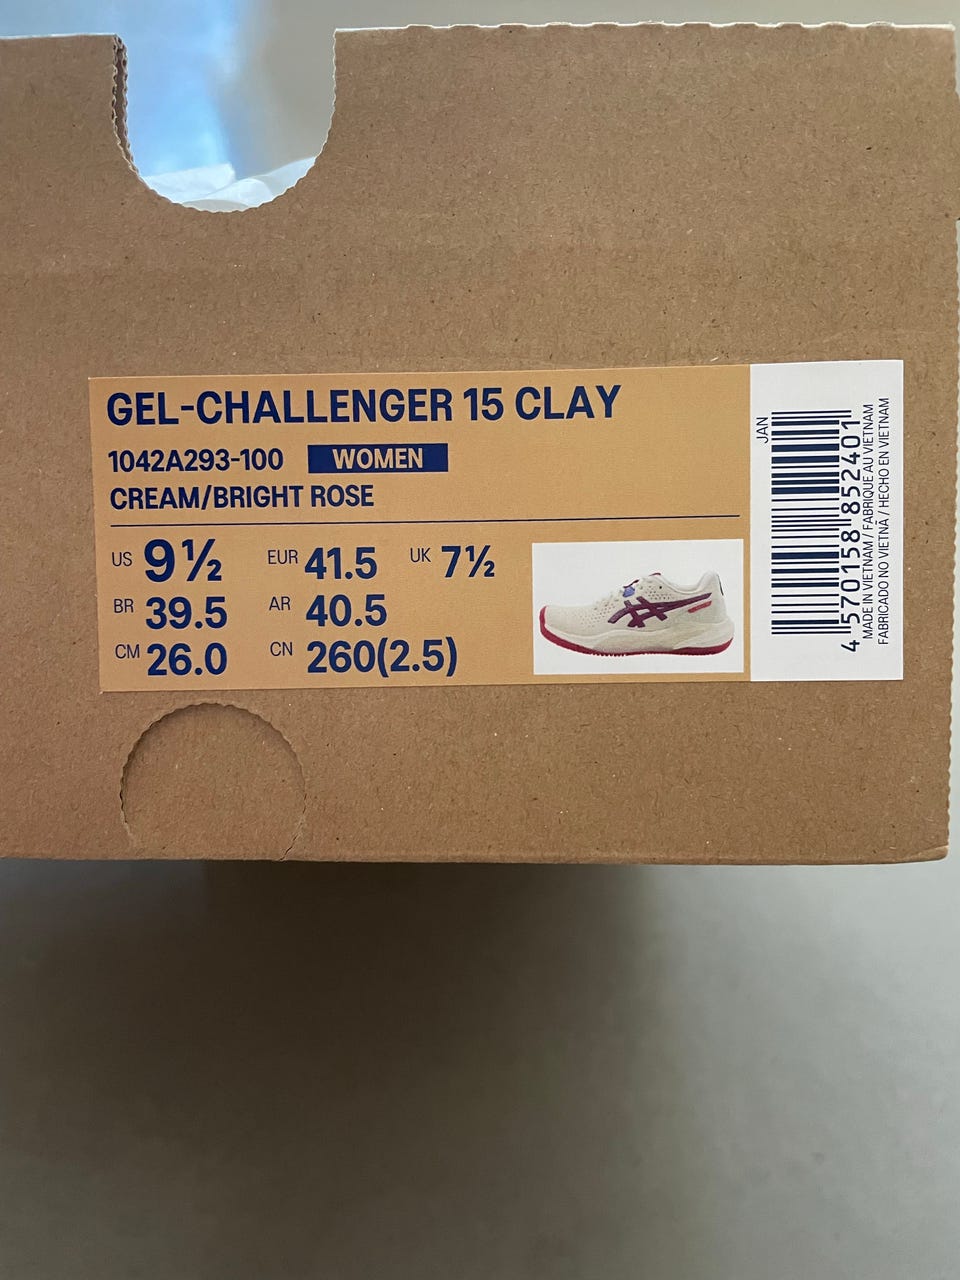 GEL-CHALLENGER 15 CLAY
1042A293-100 WOMEN
CREAM/BRIGHT ROSE
US 9½ EUR 41.5 UK 7½
BR 39.5 AR 40.5
CM 26.0 CN 260(2.5)
JAN
4 570158 852401
MADE IN VIETNAM / FABRIQUE AU VIETNAM
FABRICADO NO VIETNÃ / HECHO EN VIETNAM